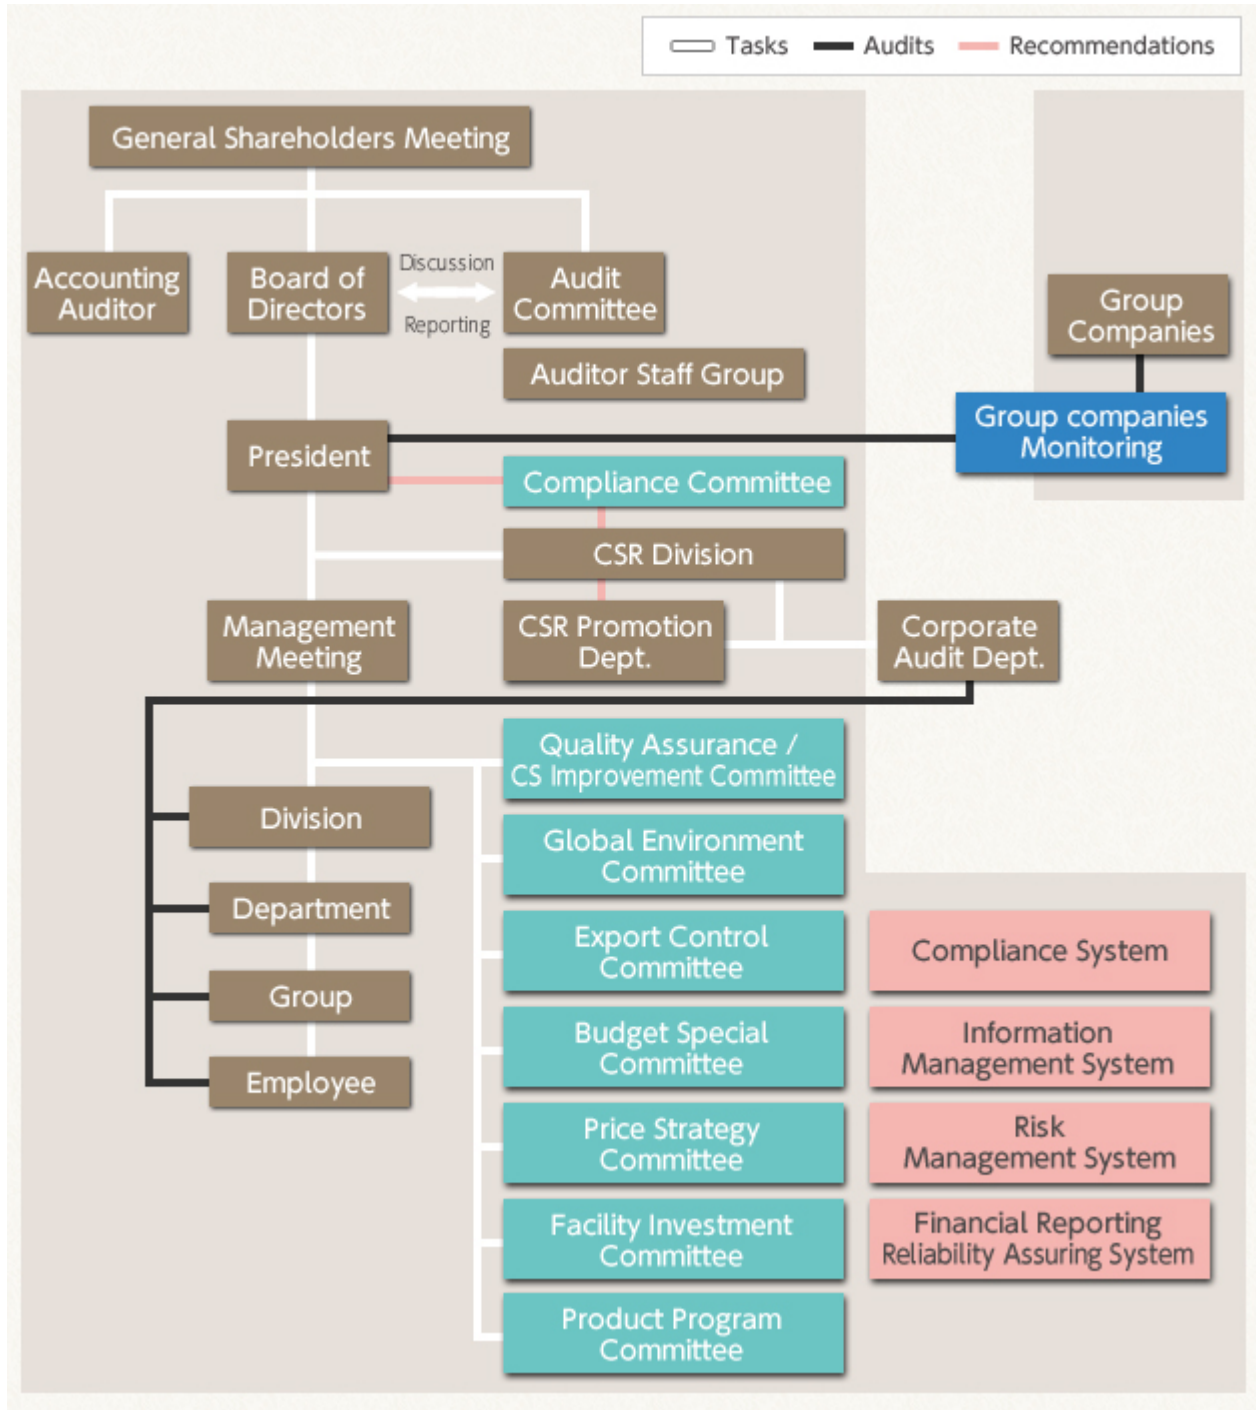 Tasks
Audits
Recommendations
General Shareholders Meeting
Accounting
Auditor
Board of
Directors
Discussion
Reporting
Audit
Committee
Auditor Staff Group
Group
Companies
Group companies
Monitoring
President
Compliance Committee
CSR Division
Management
Meeting
CSR Promotion
Dept.
Corporate
Audit Dept.
Quality Assurance /
CS Improvement Committee
Division
Global Environment
Committee
Department
Export Control
Committee
Compliance System
Group
Budget Special
Committee
Information
Management System
Employee
Price Strategy
Committee
Risk
Management System
Facility Investment
Committee
Financial Reporting
Reliability Assuring System
Product Program
Committee